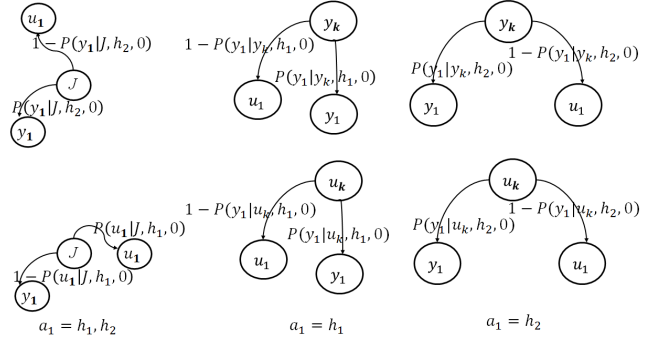 u₁
1 − P(y₁|J, h₂, 0)
J
P(y₁|J, h₂, 0)
y₁
yₖ
1 − P(y₁|yₖ, h₁, 0)
P(y₁|yₖ, h₁, 0)
u₁
y₁
yₖ
1 − P(y₁|yₖ, h₂, 0)
P(y₁|yₖ, h₂, 0)
y₁
u₁
P(u₁|J, h₁, 0)
J
u₁
1 − P(u₁|J, h₁, 0)
y₁
a₁ = h₁, h₂
uₖ
1 − P(y₁|uₖ, h₁, 0)
P(y₁|uₖ, h₁, 0)
u₁
y₁
a₁ = h₁
uₖ
1 − P(y₁|uₖ, h₂, 0)
P(y₁|uₖ, h₂, 0)
y₁
u₁
a₁ = h₂